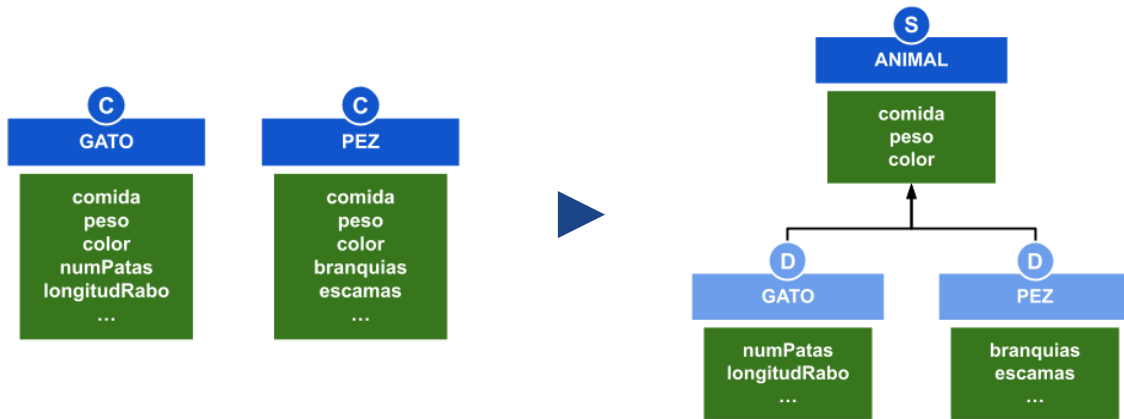 C
GATO
comida
peso
color
numPatas
longitudRabo
...
C
PEZ
comida
peso
color
branquias
escamas
...
S
ANIMAL
comida
peso
color
D
GATO
numPatas
longitudRabo
...
D
PEZ
branquias
escamas
...